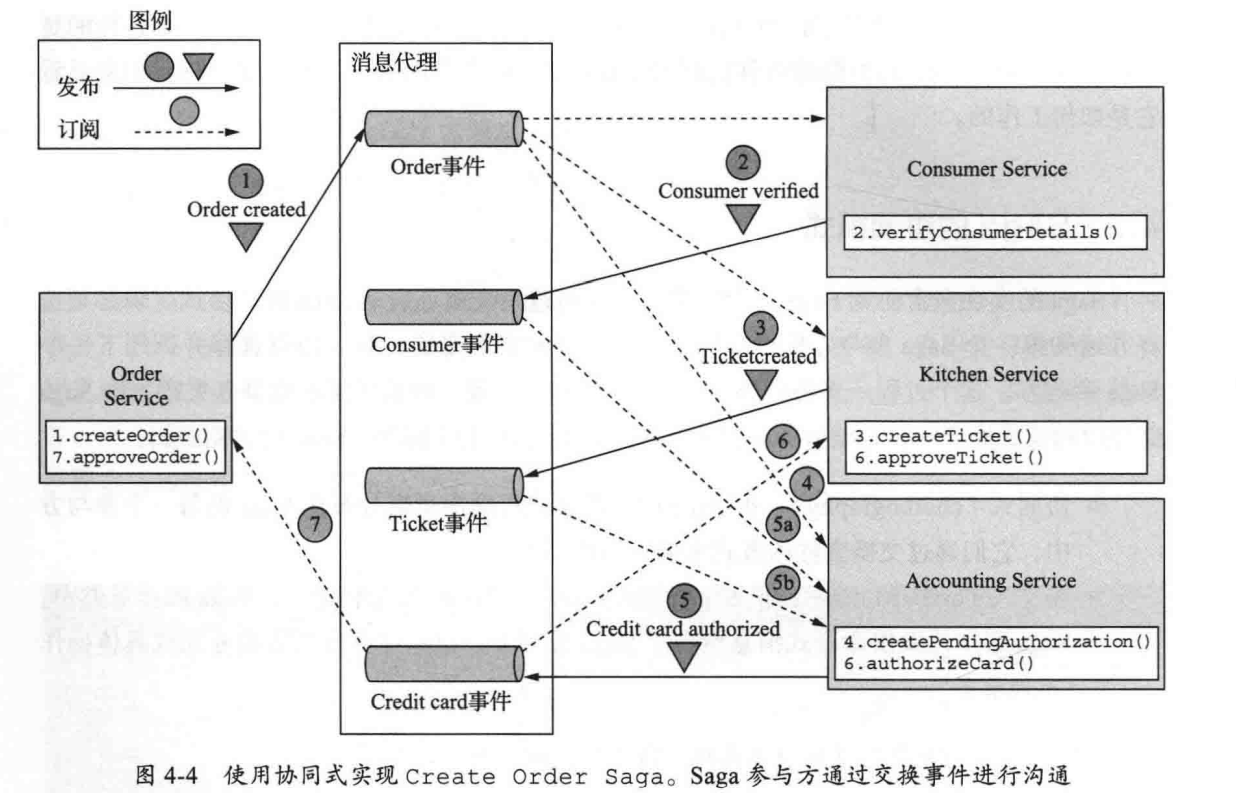 图例
发布
订阅
消息代理
Order事件
1
Order created
2
Consumer verified
Consumer Service
2.verifyConsumerDetails()
Consumer事件
3
Ticketcreated
Order
Service
1.createOrder()
7.approveOrder()
Kitchen Service
3.createTicket()
6.approveTicket()
6
4
Ticket事件
7
5a
5b
Accounting Service
5
Credit card authorized
4.createPendingAuthorization()
6.authorizeCard()
Credit card事件
图 4-4 使用协同式实现 Create Order Saga。Saga 参与方通过交换事件进行沟通